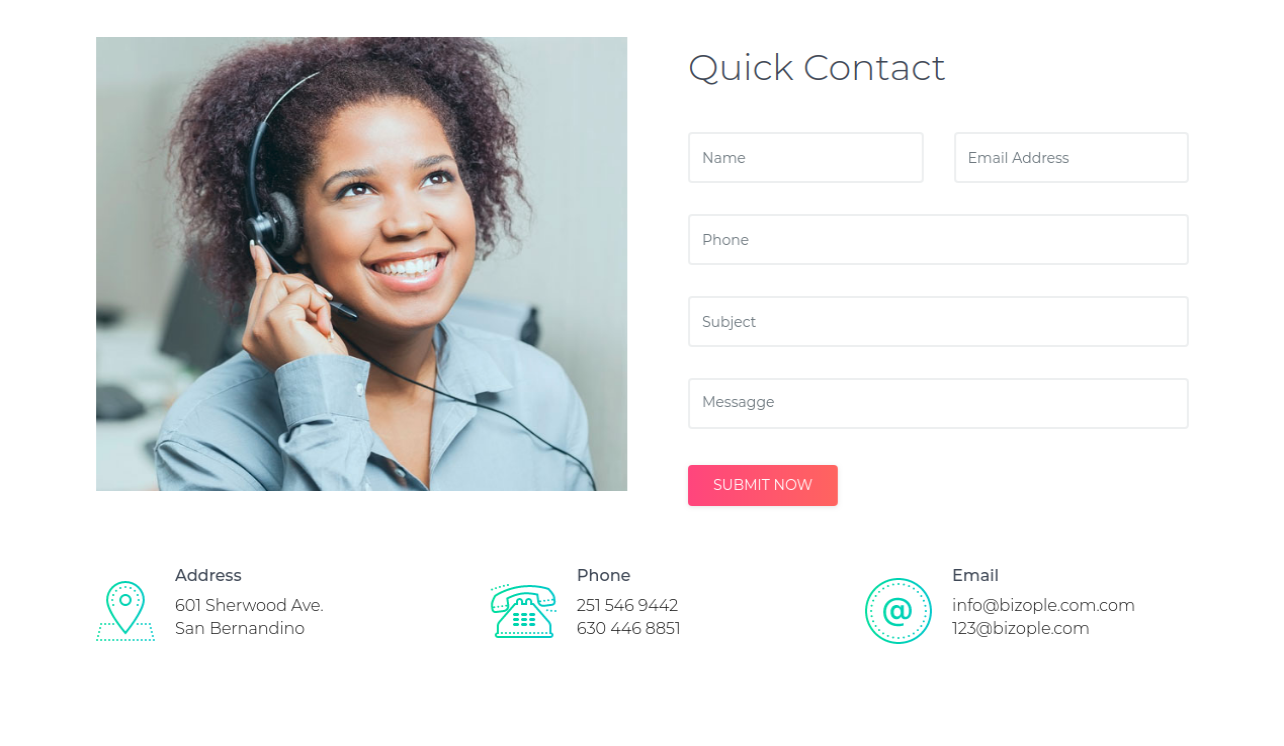 Quick Contact
Name
Email Address
Phone
Subject
Messagge
SUBMIT NOW
Address
601 Sherwood Ave.
San Bernandino
Phone
251 546 9442
630 446 8851
Email
info@bizople.com.com
123@bizople.com
@